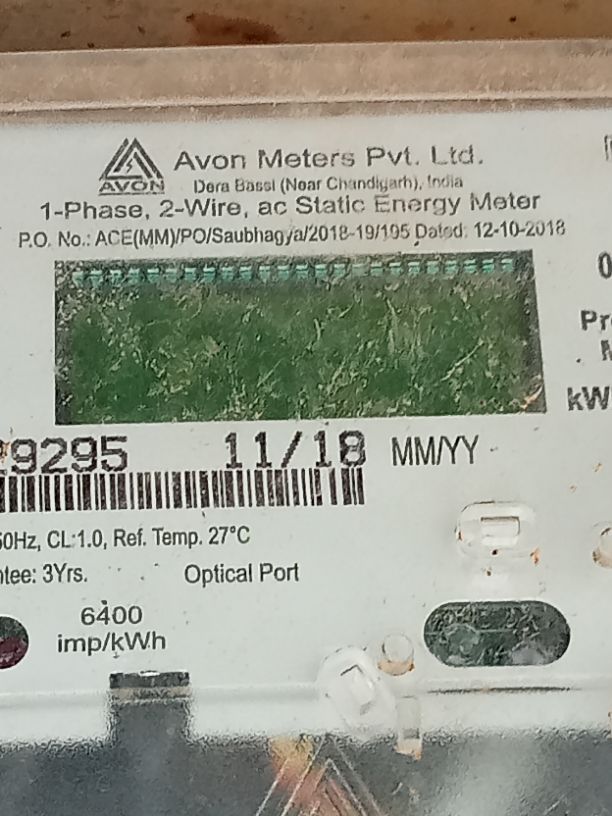 Avon Meters Pvt. Ltd.
AVON
Dera Bassi (Near Chandigarh), India
1-Phase, 2-Wire, ac Static Energy Meter
P.O. No.: ACE(MM)/PO/Saubhagya/2018-19/105 Dated: 12-10-2018
kW
9295 11/18 MM/YY
50Hz, CL:1.0, Ref. Temp. 27°C
tee: 3Yrs. Optical Port
6400
imp/kWh